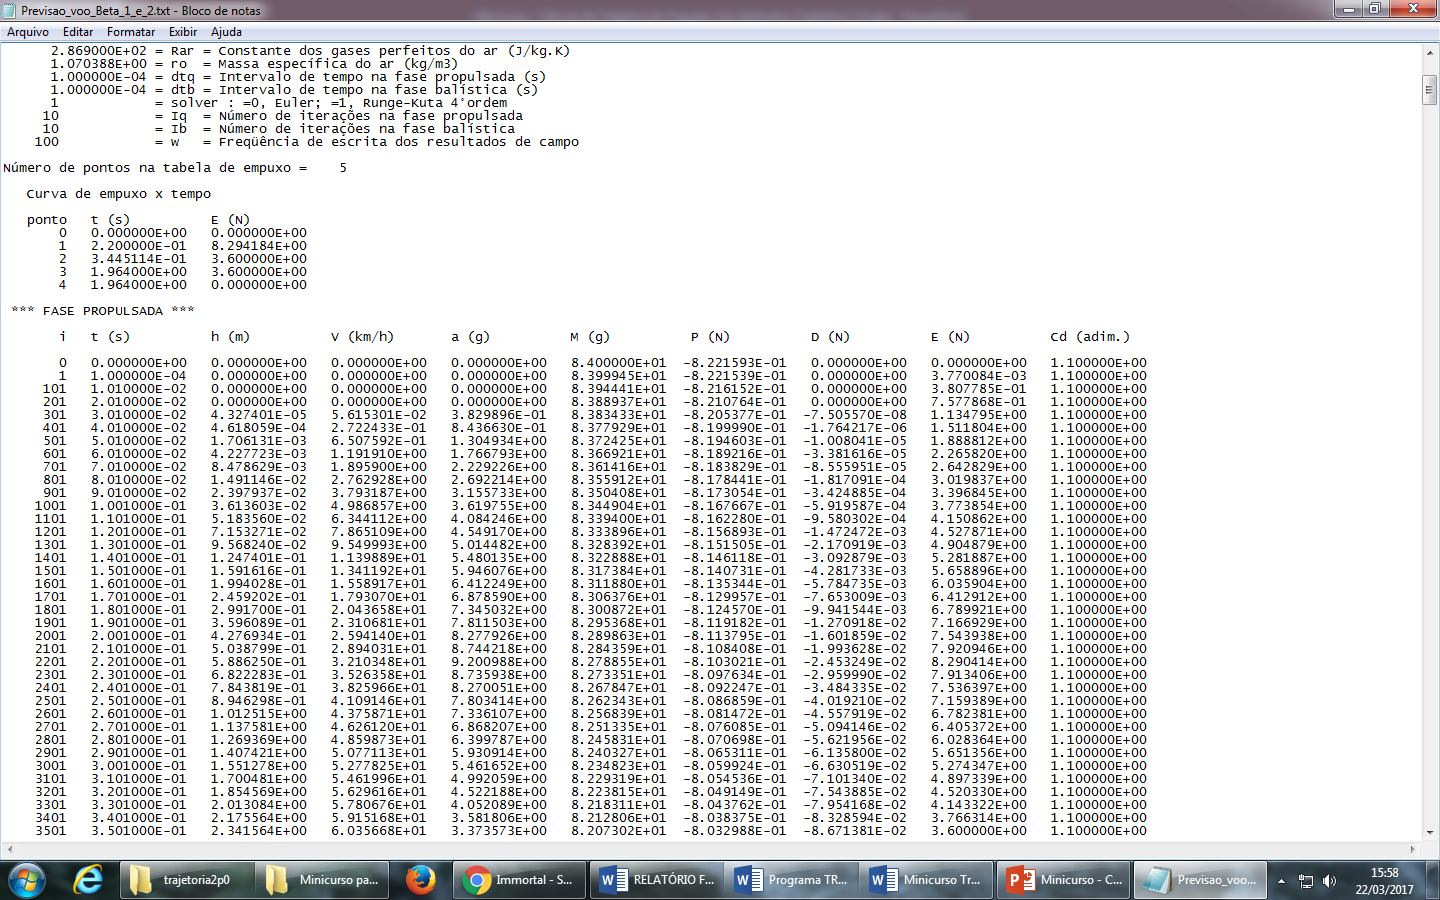 Previsao_voo_Beta_1_e_2.txt - Bloco de notas
Arquivo Editar Formatar Exibir Ajuda
2.869000E+02 = Rar = Constante dos gases perfeitos do ar (J/kg.K)
1.070388E+00 = ro = Massa específica do ar (kg/m3)
1.000000E-04 = dtq = Intervalo de tempo na fase propulsada (s)
1.000000E-04 = dtb = Intervalo de tempo na fase balística (s)
1 = solver : =0, Euler; =1, Runge-Kuta 4°ordem
10 = Iq = Número de iterações na fase propulsada
10 = Ib = Número de iterações na fase balística
100 = w = Freqüência de escrita dos resultados de campo
Número de pontos na tabela de empuxo = 5
Curva de empuxo x tempo
ponto t (s) E (N)
0 0.000000E+00 0.000000E+00
1 2.200000E-01 8.294184E+00
2 3.445114E-01 3.600000E+00
3 1.964000E+00 3.600000E+00
4 1.964000E+00 0.000000E+00
*** FASE PROPULSADA ***
i t (s) h (m) V (km/h) a (g) M (g) P (N) D (N) E (N) Cd (adim.)
0 0.000000E+00 0.000000E+00 0.000000E+00 0.000000E+00 8.400000E+01 -8.221593E-01 0.000000E+00 0.000000E+00 1.100000E+00
1 1.000000E-04 0.000000E+00 0.000000E+00 0.000000E+00 8.399945E+01 -8.221539E-01 0.000000E+00 3.770084E-03 1.100000E+00
101 1.010000E-02 0.000000E+00 0.000000E+00 0.000000E+00 8.394441E+01 -8.216152E-01 0.000000E+00 3.807785E-01 1.100000E+00
201 2.010000E-02 0.000000E+00 0.000000E+00 0.000000E+00 8.388937E+01 -8.210764E-01 0.000000E+00 7.577868E-01 1.100000E+00
301 3.010000E-02 4.327401E-05 5.615301E-02 3.829896E-01 8.383433E+01 -8.205377E-01 -7.505570E-08 1.134795E+00 1.100000E+00
401 4.010000E-02 4.618059E-04 2.722433E-01 8.436630E-01 8.377929E+01 -8.199990E-01 -1.764217E-06 1.511804E+00 1.100000E+00
501 5.010000E-02 1.706131E-03 6.507592E-01 1.304934E+00 8.372425E+01 -8.194603E-01 -1.008041E-05 1.888812E+00 1.100000E+00
601 6.010000E-02 4.227723E-03 1.191910E+00 1.766793E+00 8.366921E+01 -8.189216E-01 -3.381616E-05 2.265820E+00 1.100000E+00
701 7.010000E-02 8.478629E-03 1.895900E+00 2.229226E+00 8.361416E+01 -8.183829E-01 -8.555951E-05 2.642829E+00 1.100000E+00
801 8.010000E-02 1.491146E-02 2.762928E+00 2.692214E+00 8.355912E+01 -8.178441E-01 -1.817091E-04 3.019837E+00 1.100000E+00
901 9.010000E-02 2.397937E-02 3.793187E+00 3.155733E+00 8.350408E+01 -8.173054E-01 -3.424885E-04 3.396845E+00 1.100000E+00
1001 1.001000E-01 3.613603E-02 4.986857E+00 3.619755E+00 8.344904E+01 -8.167667E-01 -5.919587E-04 3.773854E+00 1.100000E+00
1101 1.101000E-01 5.183560E-02 6.344112E+00 4.084246E+00 8.339400E+01 -8.162280E-01 -9.580302E-04 4.150862E+00 1.100000E+00
1201 1.201000E-01 7.153271E-02 7.865109E+00 4.549170E+00 8.333896E+01 -8.156893E-01 -1.472473E-03 4.527871E+00 1.100000E+00
1301 1.301000E-01 9.568240E-02 9.549993E+00 5.014482E+00 8.328392E+01 -8.151505E-01 -2.170919E-03 4.904879E+00 1.100000E+00
1401 1.401000E-01 1.247401E-01 1.139889E+01 5.480135E+00 8.322888E+01 -8.146118E-01 -3.092879E-03 5.281887E+00 1.100000E+00
1501 1.501000E-01 1.591616E-01 1.341192E+01 5.946076E+00 8.317384E+01 -8.140731E-01 -4.281733E-03 5.658896E+00 1.100000E+00
1601 1.601000E-01 1.994028E-01 1.558917E+01 6.412249E+00 8.311880E+01 -8.135344E-01 -5.784735E-03 6.035904E+00 1.100000E+00
1701 1.701000E-01 2.459202E-01 1.793070E+01 6.878590E+00 8.306376E+01 -8.129957E-01 -7.653009E-03 6.412912E+00 1.100000E+00
1801 1.801000E-01 2.991700E-01 2.043658E+01 7.345032E+00 8.300872E+01 -8.124570E-01 -9.941544E-03 6.789921E+00 1.100000E+00
1901 1.901000E-01 3.596089E-01 2.310681E+01 7.811503E+00 8.295368E+01 -8.119182E-01 -1.270918E-02 7.166929E+00 1.100000E+00
2001 2.001000E-01 4.276934E-01 2.594140E+01 8.277926E+00 8.289863E+01 -8.113795E-01 -1.601859E-02 7.543938E+00 1.100000E+00
2101 2.101000E-01 5.038799E-01 2.894031E+01 8.744218E+00 8.284359E+01 -8.108408E-01 -1.993628E-02 7.920946E+00 1.100000E+00
2201 2.201000E-01 5.886250E-01 3.210348E+01 9.200988E+00 8.278855E+01 -8.103021E-01 -2.453249E-02 8.290414E+00 1.100000E+00
2301 2.301000E-01 6.822283E-01 3.526358E+01 8.735938E+00 8.273351E+01 -8.097634E-01 -2.959990E-02 7.913406E+00 1.100000E+00
2401 2.401000E-01 7.843819E-01 3.825966E+01 8.270051E+00 8.267847E+01 -8.092247E-01 -3.484335E-02 7.536397E+00 1.100000E+00
2501 2.501000E-01 8.946298E-01 4.109146E+01 7.803414E+00 8.262343E+01 -8.086859E-01 -4.019210E-02 7.159389E+00 1.100000E+00
2601 2.601000E-01 1.012515E+00 4.375871E+01 7.336107E+00 8.256839E+01 -8.081472E-01 -4.557919E-02 6.782381E+00 1.100000E+00
2701 2.701000E-01 1.137581E+00 4.626120E+01 6.868207E+00 8.251335E+01 -8.076085E-01 -5.094146E-02 6.405372E+00 1.100000E+00
2801 2.801000E-01 1.269369E+00 4.859873E+01 6.399787E+00 8.245831E+01 -8.070698E-01 -5.621956E-02 6.028364E+00 1.100000E+00
2901 2.901000E-01 1.407421E+00 5.077113E+01 5.930914E+00 8.240327E+01 -8.065311E-01 -6.135800E-02 5.651356E+00 1.100000E+00
3001 3.001000E-01 1.551278E+00 5.277825E+01 5.461652E+00 8.234823E+01 -8.059924E-01 -6.630519E-02 5.274347E+00 1.100000E+00
3101 3.101000E-01 1.700481E+00 5.461996E+01 4.992059E+00 8.229319E+01 -8.054536E-01 -7.101340E-02 4.897339E+00 1.100000E+00
3201 3.201000E-01 1.854569E+00 5.629616E+01 4.522188E+00 8.223815E+01 -8.049149E-01 -7.543885E-02 4.520330E+00 1.100000E+00
3301 3.301000E-01 2.013084E+00 5.780676E+01 4.052089E+00 8.218311E+01 -8.043762E-01 -7.954168E-02 4.143322E+00 1.100000E+00
3401 3.401000E-01 2.175564E+00 5.915168E+01 3.581806E+00 8.212806E+01 -8.038375E-01 -8.328594E-02 3.766314E+00 1.100000E+00
3501 3.501000E-01 2.341564E+00 6.035668E+01 3.373573E+00 8.207302E+01 -8.032988E-01 -8.671381E-02 3.600000E+00 1.100000E+00
trajetoria2p0 Minicurso pa... Immortal - S... RELATÓRIO F... Programa TR... Minicurso Tr... Minicurso - C... Previsao_voo... 15:58
22/03/2017